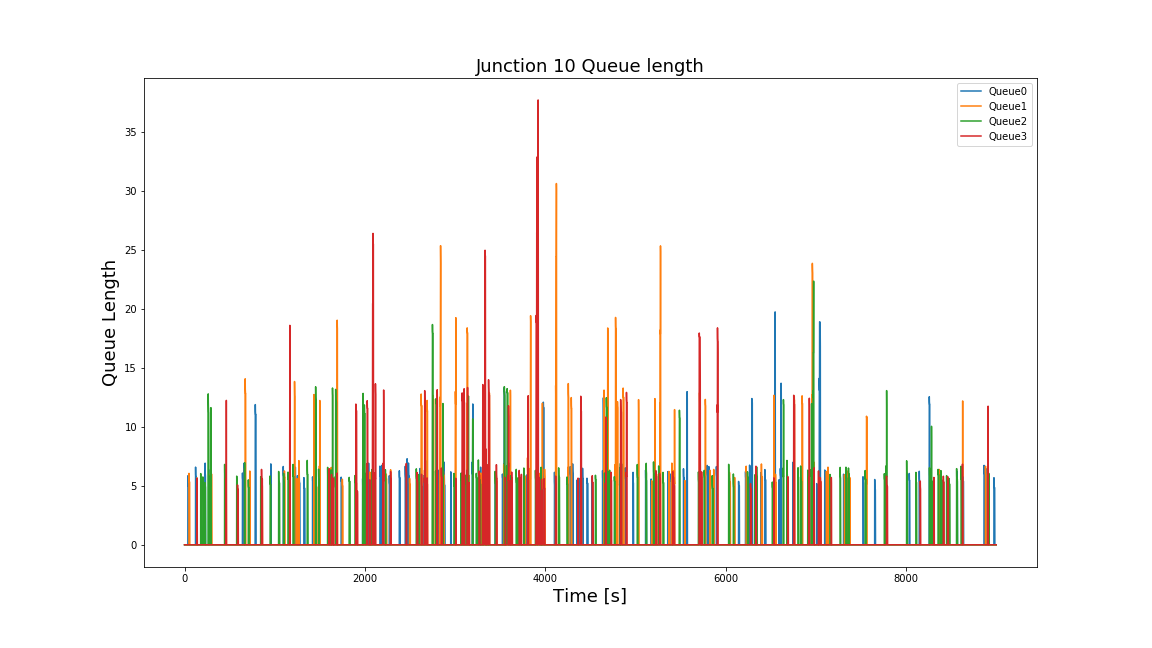 Junction 10 Queue length
Queue0
Queue1
Queue2
Queue3
Queue Length
35
30
25
20
15
10
5
0
0 2000 4000 6000 8000
Time [s]